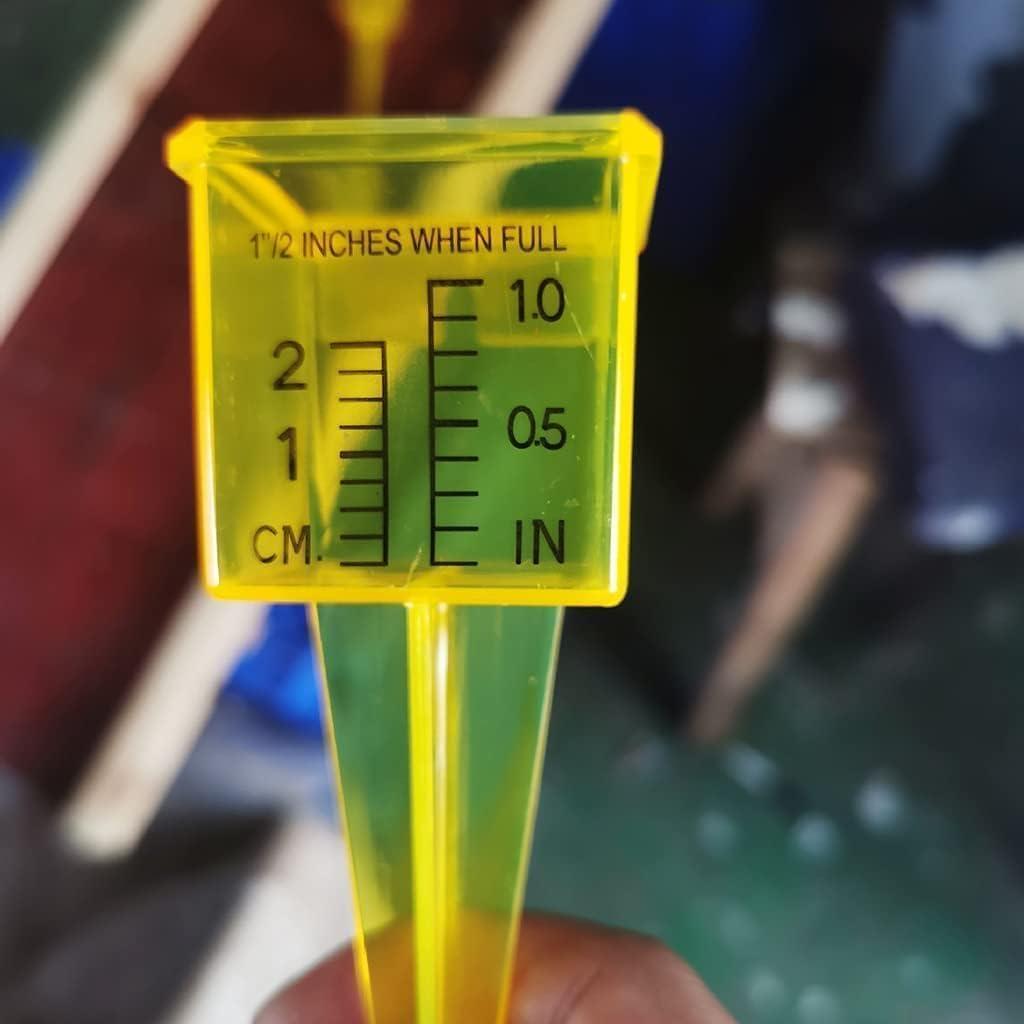 1"/2 INCHES WHEN FULL
1.0
2
0.5
1
CM. IN